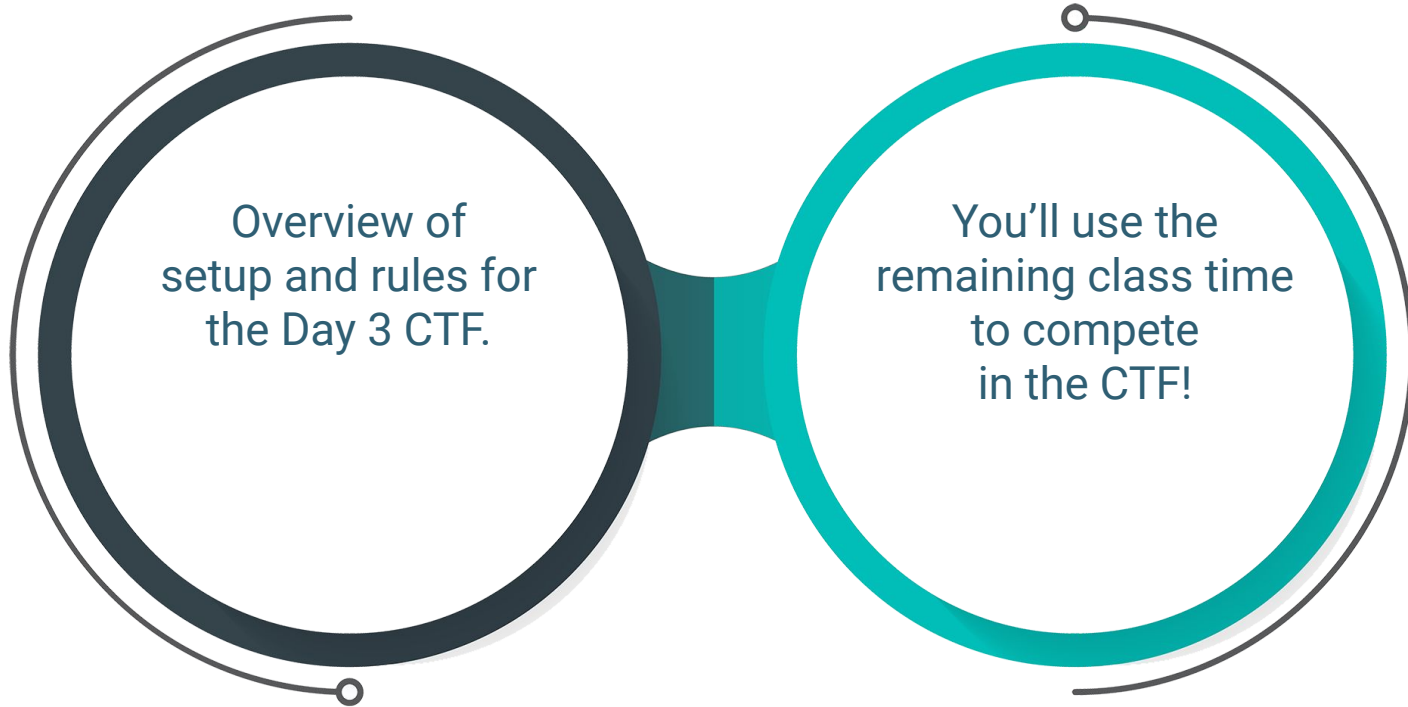 Overview of
setup and rules for
the Day 3 CTF.
You’ll use the
remaining class time
to compete
in the CTF!